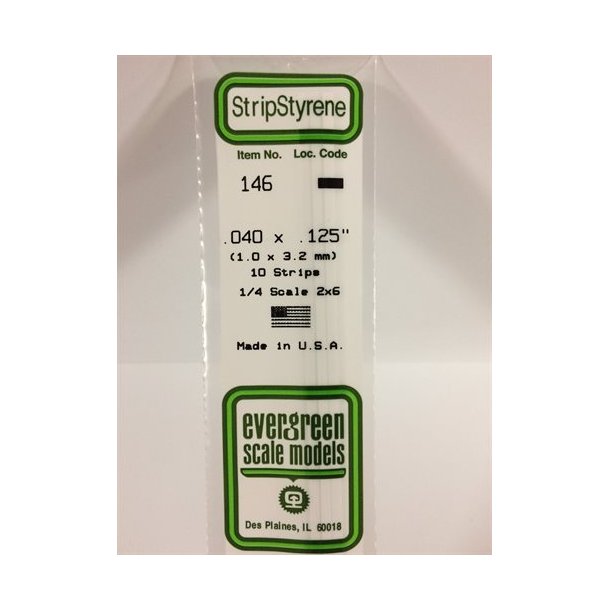 StripStyrene
Item No. Loc. Code
146
.040 x .125"
(1.0 x 3.2 mm)
10 Strips
1/4 Scale 2x6
Made in U.S.A.
evergreen
scale models
Des Plaines, IL 60018